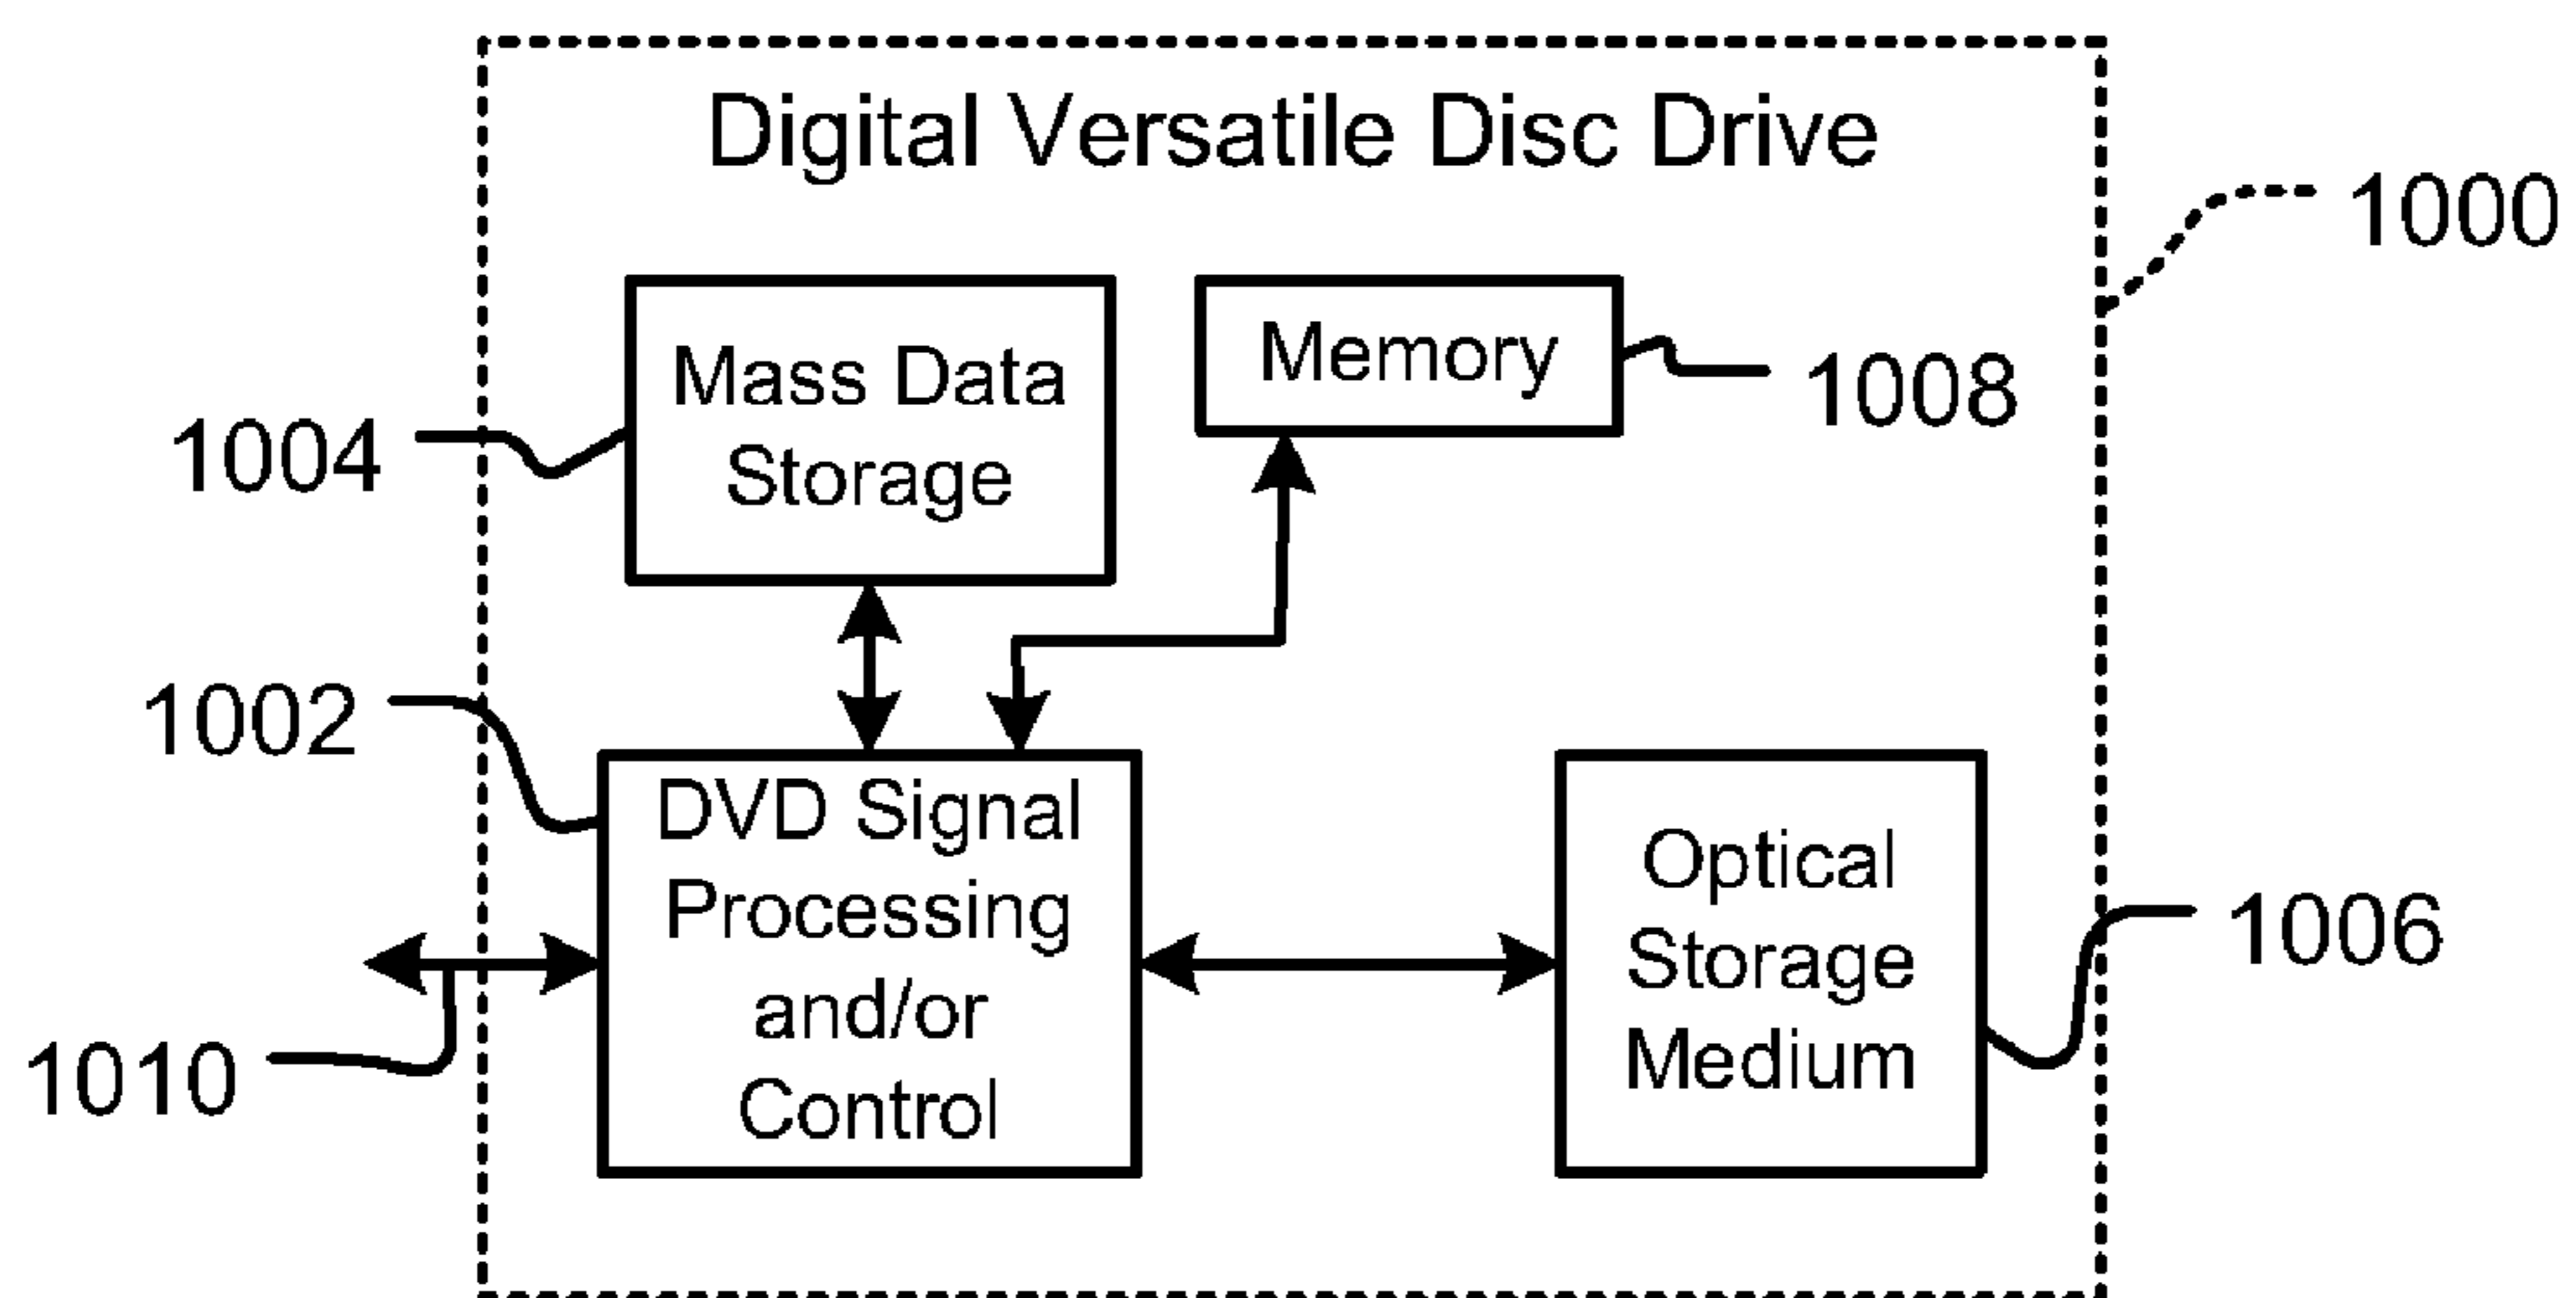 Digital Versatile Disc Drive
1000
Mass Data
Storage
Memory
1008
1004
1002
DVD Signal
Processing
and/or
Control
Optical
Storage
Medium
1006
1010